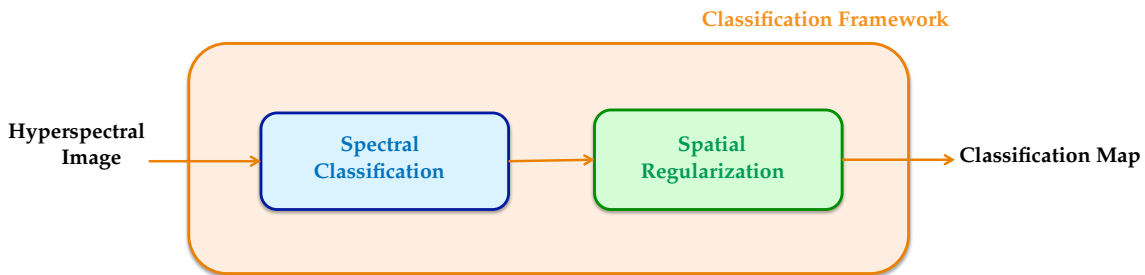 Classification Framework
Hyperspectral
Image
Spectral
Classification
Spatial
Regularization
Classification Map